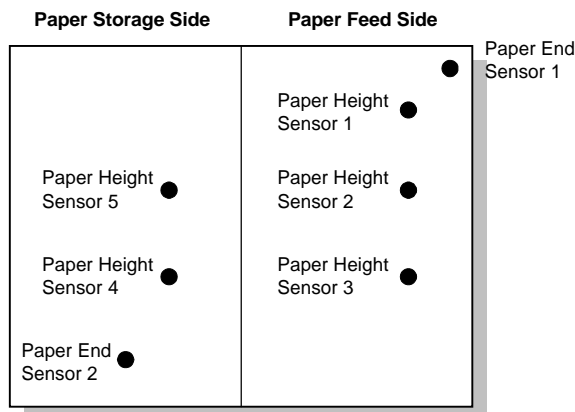 Paper Storage Side
Paper Feed Side
Paper End
Sensor 1
Paper Height
Sensor 1
Paper Height
Sensor 5
Paper Height
Sensor 2
Paper Height
Sensor 4
Paper Height
Sensor 3
Paper End
Sensor 2